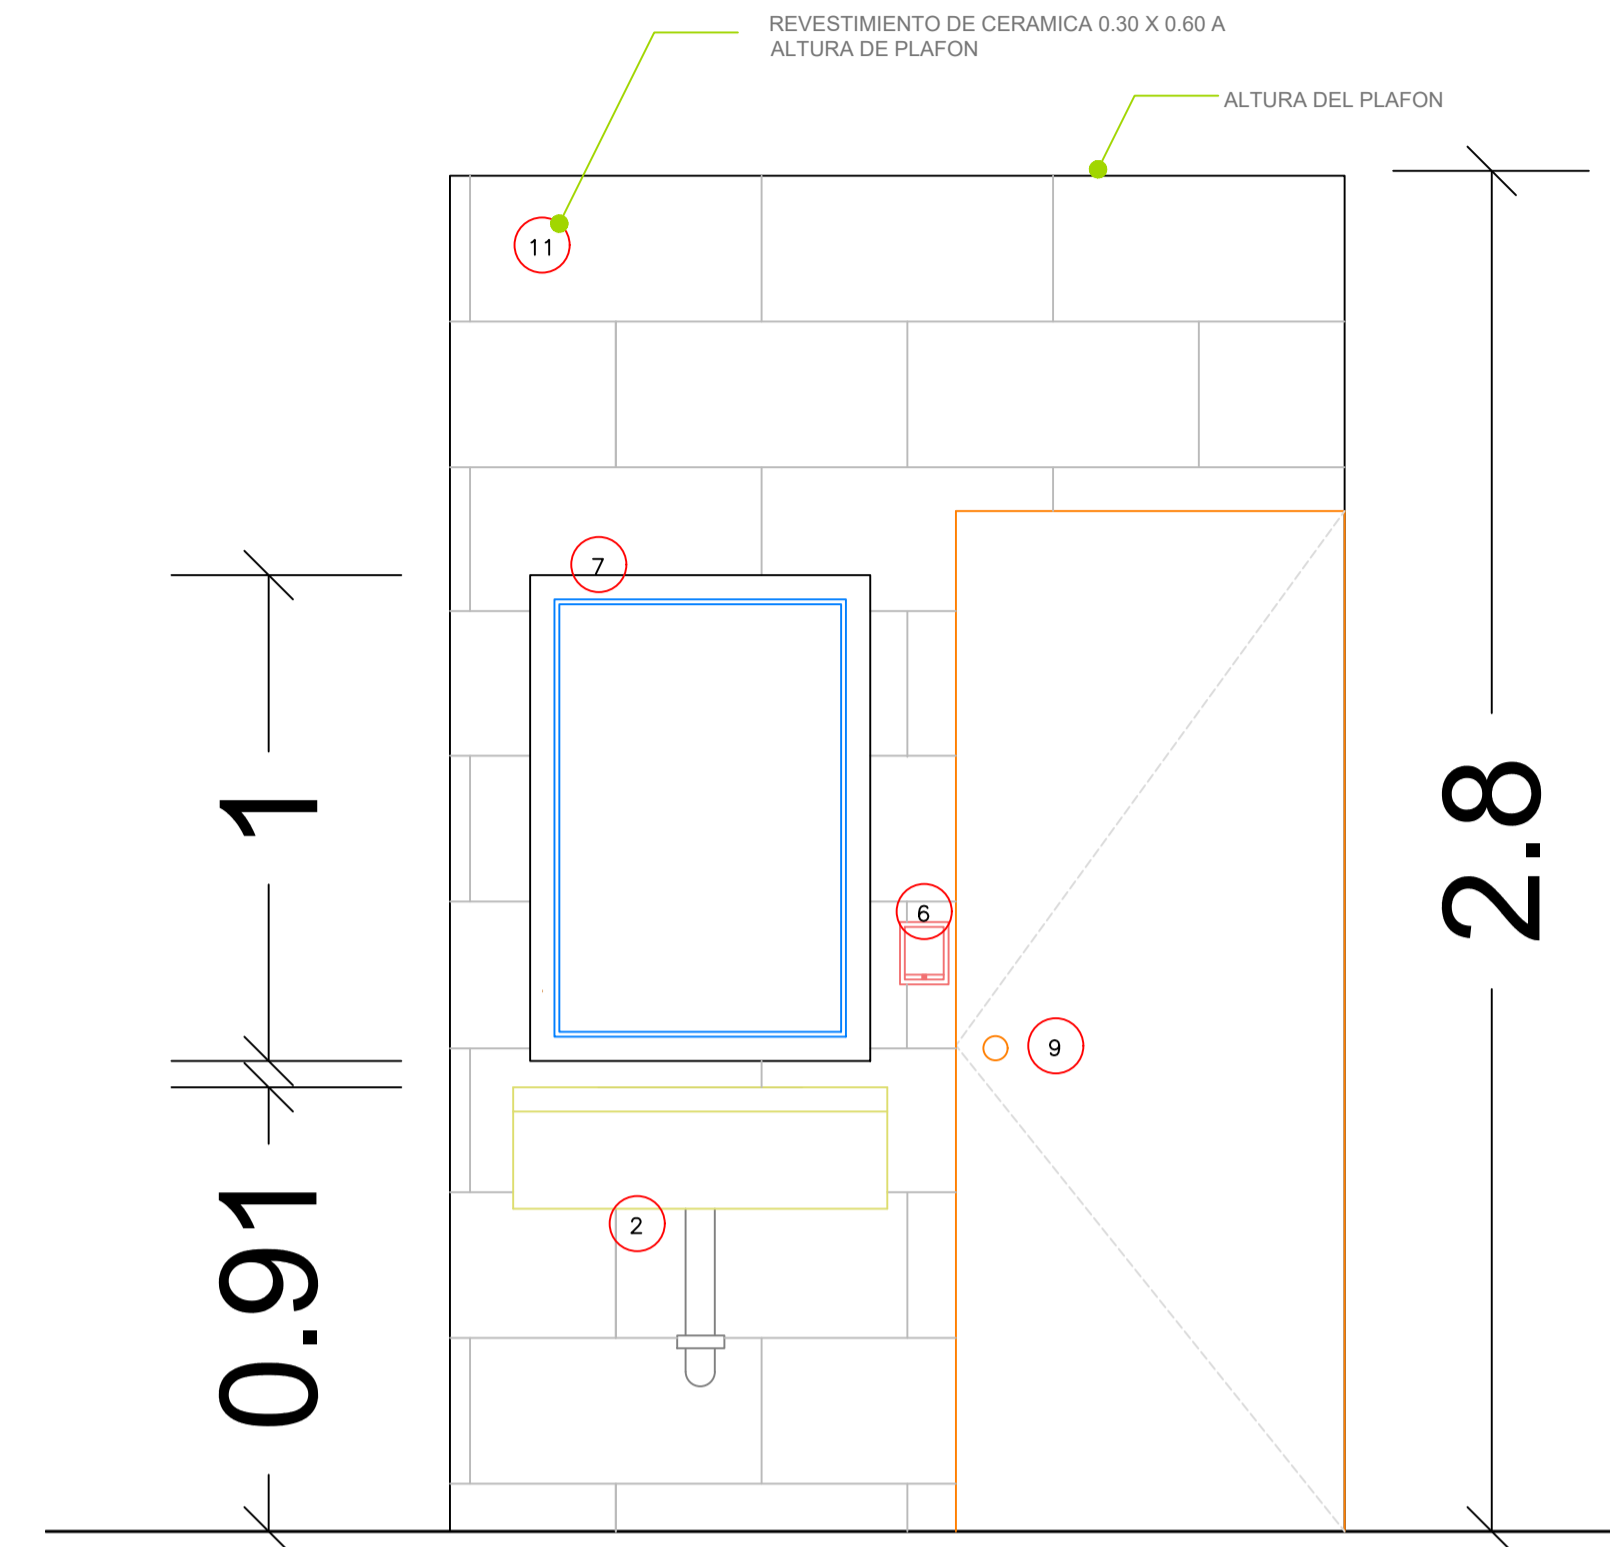 REVESTIMIENTO DE CERAMICA 0.30 X 0.60 A
ALTURA DE PLAFON
ALTURA DEL PLAFON
11
7
1
2.8
6
9
0.91
2